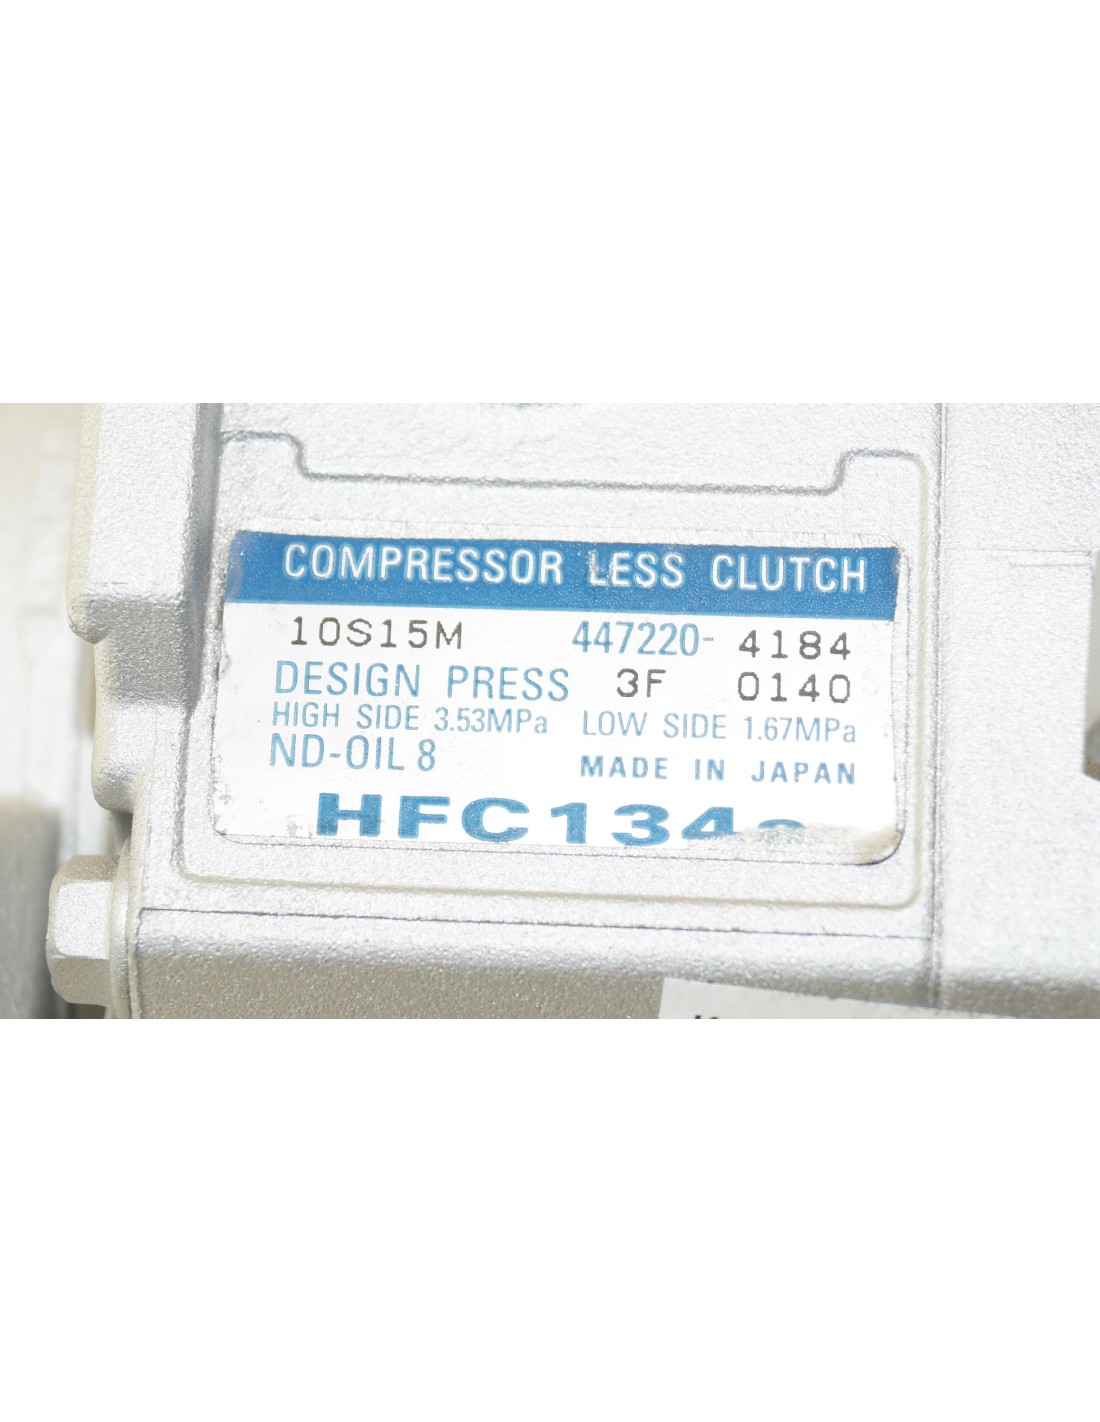 COMPRESSOR LESS CLUTCH
10S15M 447220- 4184
DESIGN PRESS 3F 0140
HIGH SIDE 3.53MPa LOW SIDE 1.67MPa
ND-OIL 8 MADE IN JAPAN
HFC134a